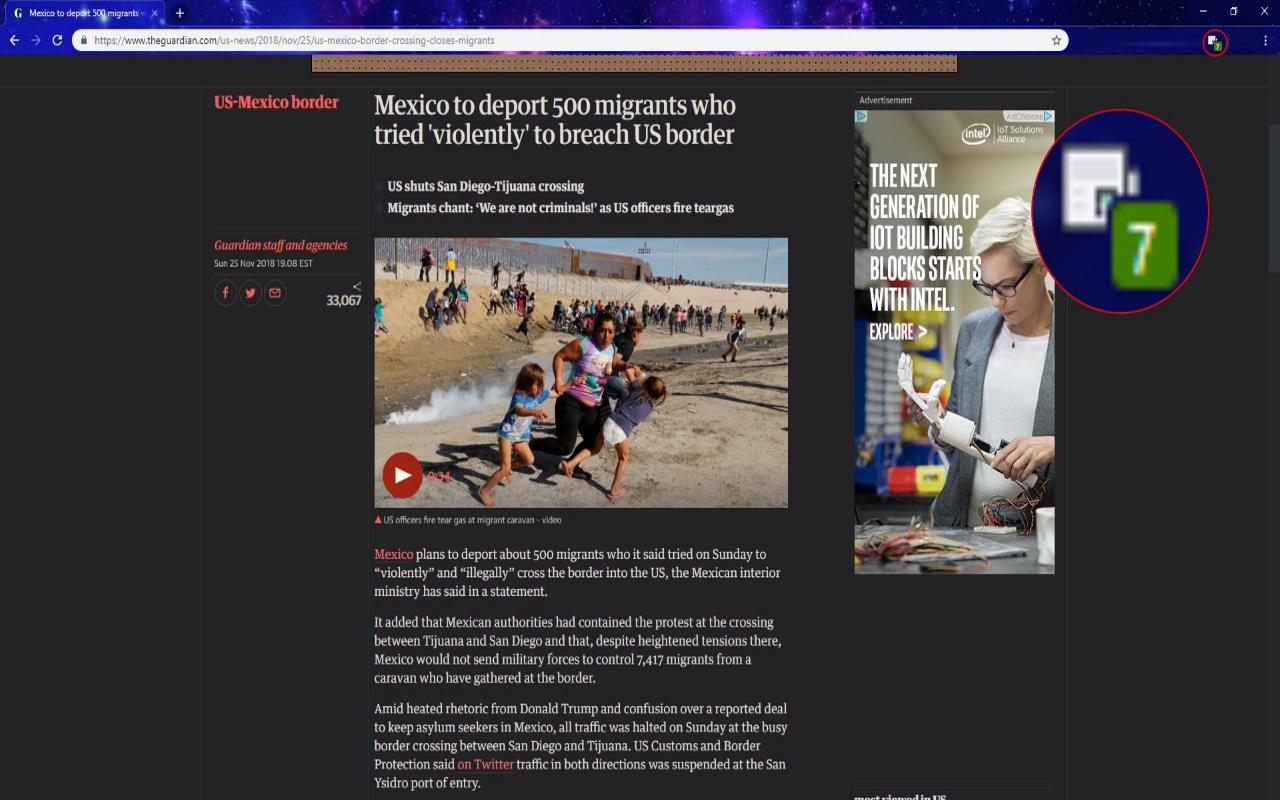 Mexico to deport 500 migrants w
https://www.theguardian.com/us-news/2018/nov/25/us-mexico-border-crossing-closes-migrants
7
US-Mexico border
Mexico to deport 500 migrants who
tried 'violently' to breach US border
US shuts San Diego-Tijuana crossing
Migrants chant: ‘We are not criminals!’ as US officers fire teargas
Guardian staff and agencies
Sun 25 Nov 2018 19.08 EST
33,067
0:34
US officers fire tear gas at migrant caravan – video
Mexico plans to deport about 500 migrants who it said tried on Sunday to
“violently” and “illegally” cross the border into the US, the Mexican interior
ministry has said in a statement.
It added that Mexican authorities had contained the protest at the crossing
between Tijuana and San Diego and that, despite heightened tensions there,
Mexico would not send military forces to control 7,417 migrants from a
caravan who have gathered at the border.
Amid heated rhetoric from Donald Trump and confusion over a reported deal
to keep asylum seekers in Mexico, all traffic was halted on Sunday at the busy
border crossing between San Diego and Tijuana. US Customs and Border
Protection said on Twitter traffic in both directions was suspended at the San
Ysidro port of entry.
Advertisement
AdChoices
intel
IoT Solutions
Alliance
THE NEXT
GENERATION OF
IOT BUILDING
BLOCKS STARTS
WITH INTEL.
EXPLORE >
7
most viewed in US